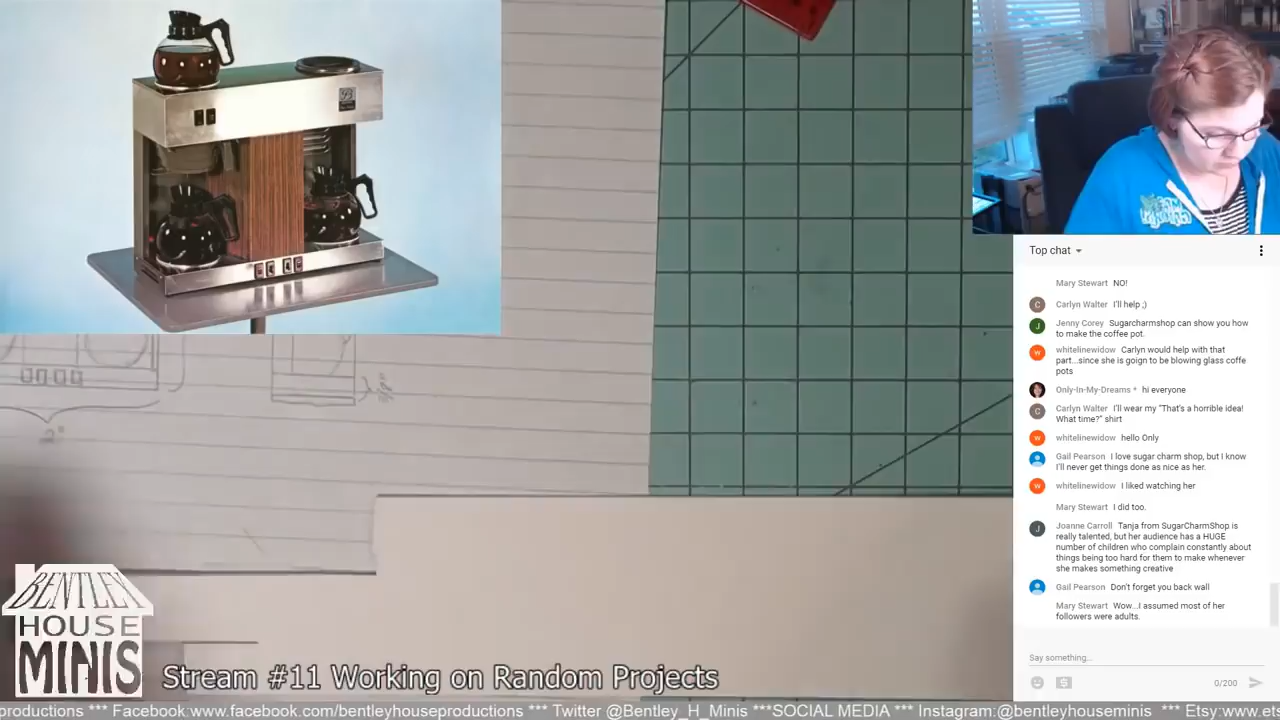 Top chat
Mary Stewart NO!
C Carlyn Walter I'll help ;)
J Jenny Corey Sugarcharmshop can show you how
to make the coffee pot.
w whitelinewidow Carlyn would help with that
part...since she is goign to be blowing glass coffe
pots
Only-In-My-Dreams * hi everyone
C Carlyn Walter I'll wear my "That's a horrible idea!
What time?" shirt
w whitelinewidow hello Only
Gail Pearson I love sugar charm shop, but I know
I'll never get things done as nice as her.
w whitelinewidow I liked watching her
Mary Stewart I did too.
J Joanne Carroll Tanja from SugarCharmShop is
really talented, but her audience has a HUGE
number of children who complain constantly about
things being too hard for them to make whenever
she makes something creative
Gail Pearson Don't forget you back wall
Mary Stewart Wow...I assumed most of her
followers were adults.
Say something...
0/200
2"
BENTLEY
HOUSE
MINIS
Stream #11 Working on Random Projects
productions *** Facebook:www.facebook.com/bentleyhouseproductions *** Twitter @Bentley_H_Minis ***SOCIAL MEDIA *** Instagram:@bentleyhouseminis *** Etsy:www.ets